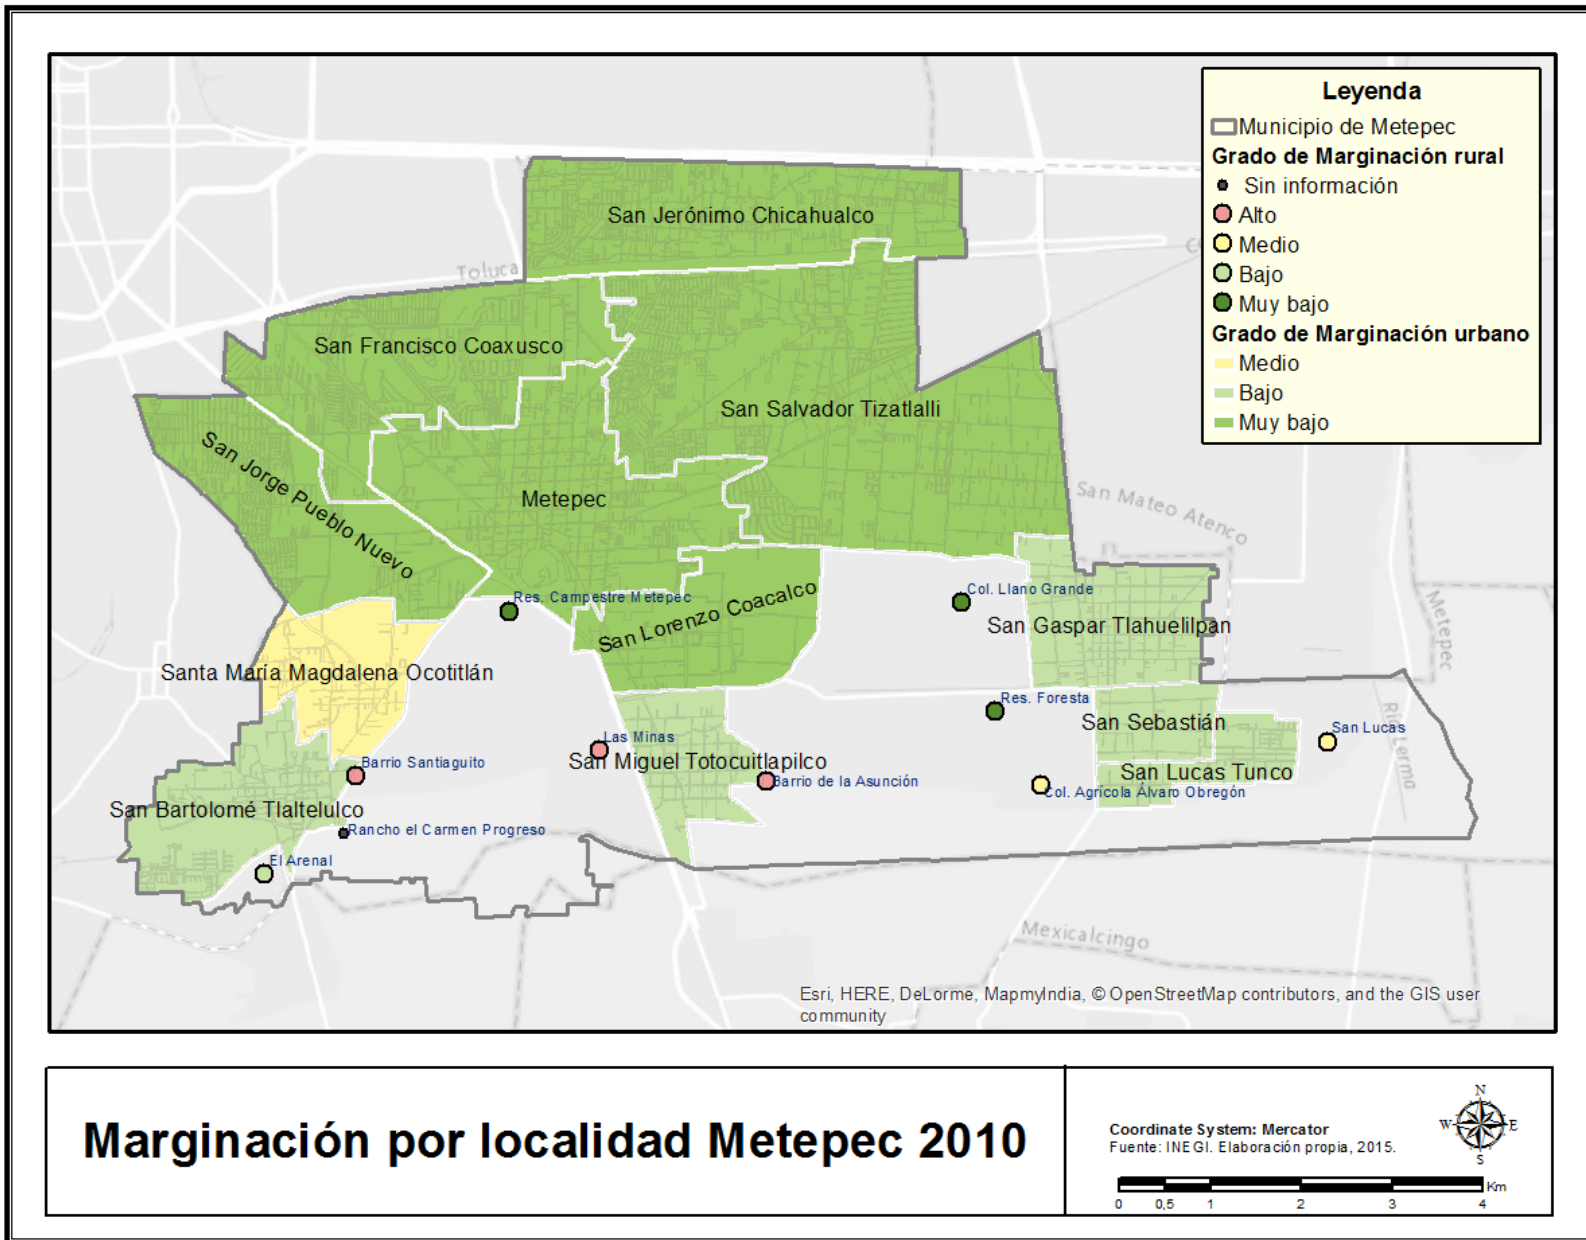 Leyenda
Municipio de Metepec
Grado de Marginación rural
Sin información
Alto
Medio
Bajo
Muy bajo
Grado de Marginación urbano
Medio
Bajo
Muy bajo
San Jerónimo Chicahualco
Toluca
San Francisco Coaxusco
San Salvador Tizatlalli
San Jorge Pueblo Nuevo
Metepec
San Mateo Atenco
Res. Campestre Metepec
San Lorenzo Coacalco
Col. Llano Grande
San Gaspar Tlahuelilpan
Metepec
Santa María Magdalena Ocotitlán
Res. Foresta
San Sebastián
San Lucas
Río Lerma
Las Minas
San Miguel Totocuitlapilco
Barrio Santiaguito
Barrio de la Asunción
San Lucas Tunco
Col. Agrícola Álvaro Obregón
San Bartolomé Tlaltelulco
Rancho el Carmen Progreso
El Arenal
Mexicalcingo
Esri, HERE, DeLorme, MapmyIndia, © OpenStreetMap contributors, and the GIS user
community
Marginación por localidad Metepec 2010
Coordinate System: Mercator
Fuente: INEGI. Elaboración propia, 2015.
N
W E
S
Km
0 0,5 1 2 3 4